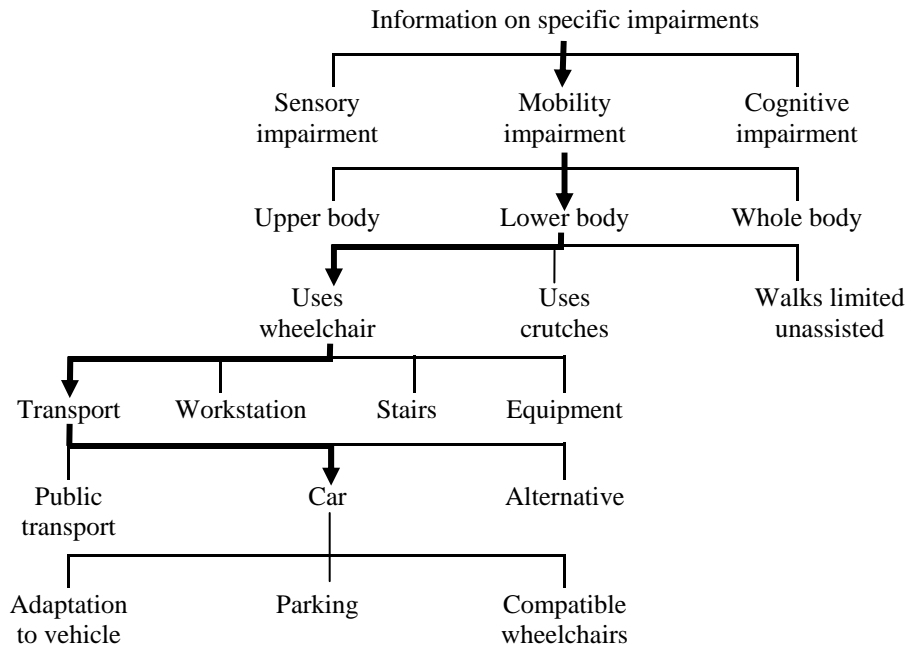 Information on specific impairments
Sensory
impairment
Mobility
impairment
Cognitive
impairment
Upper body
Lower body
Whole body
Uses
wheelchair
Uses
crutches
Walks limited
unassisted
Transport
Workstation
Stairs
Equipment
Public
transport
Car
Alternative
Adaptation
to vehicle
Parking
Compatible
wheelchairs